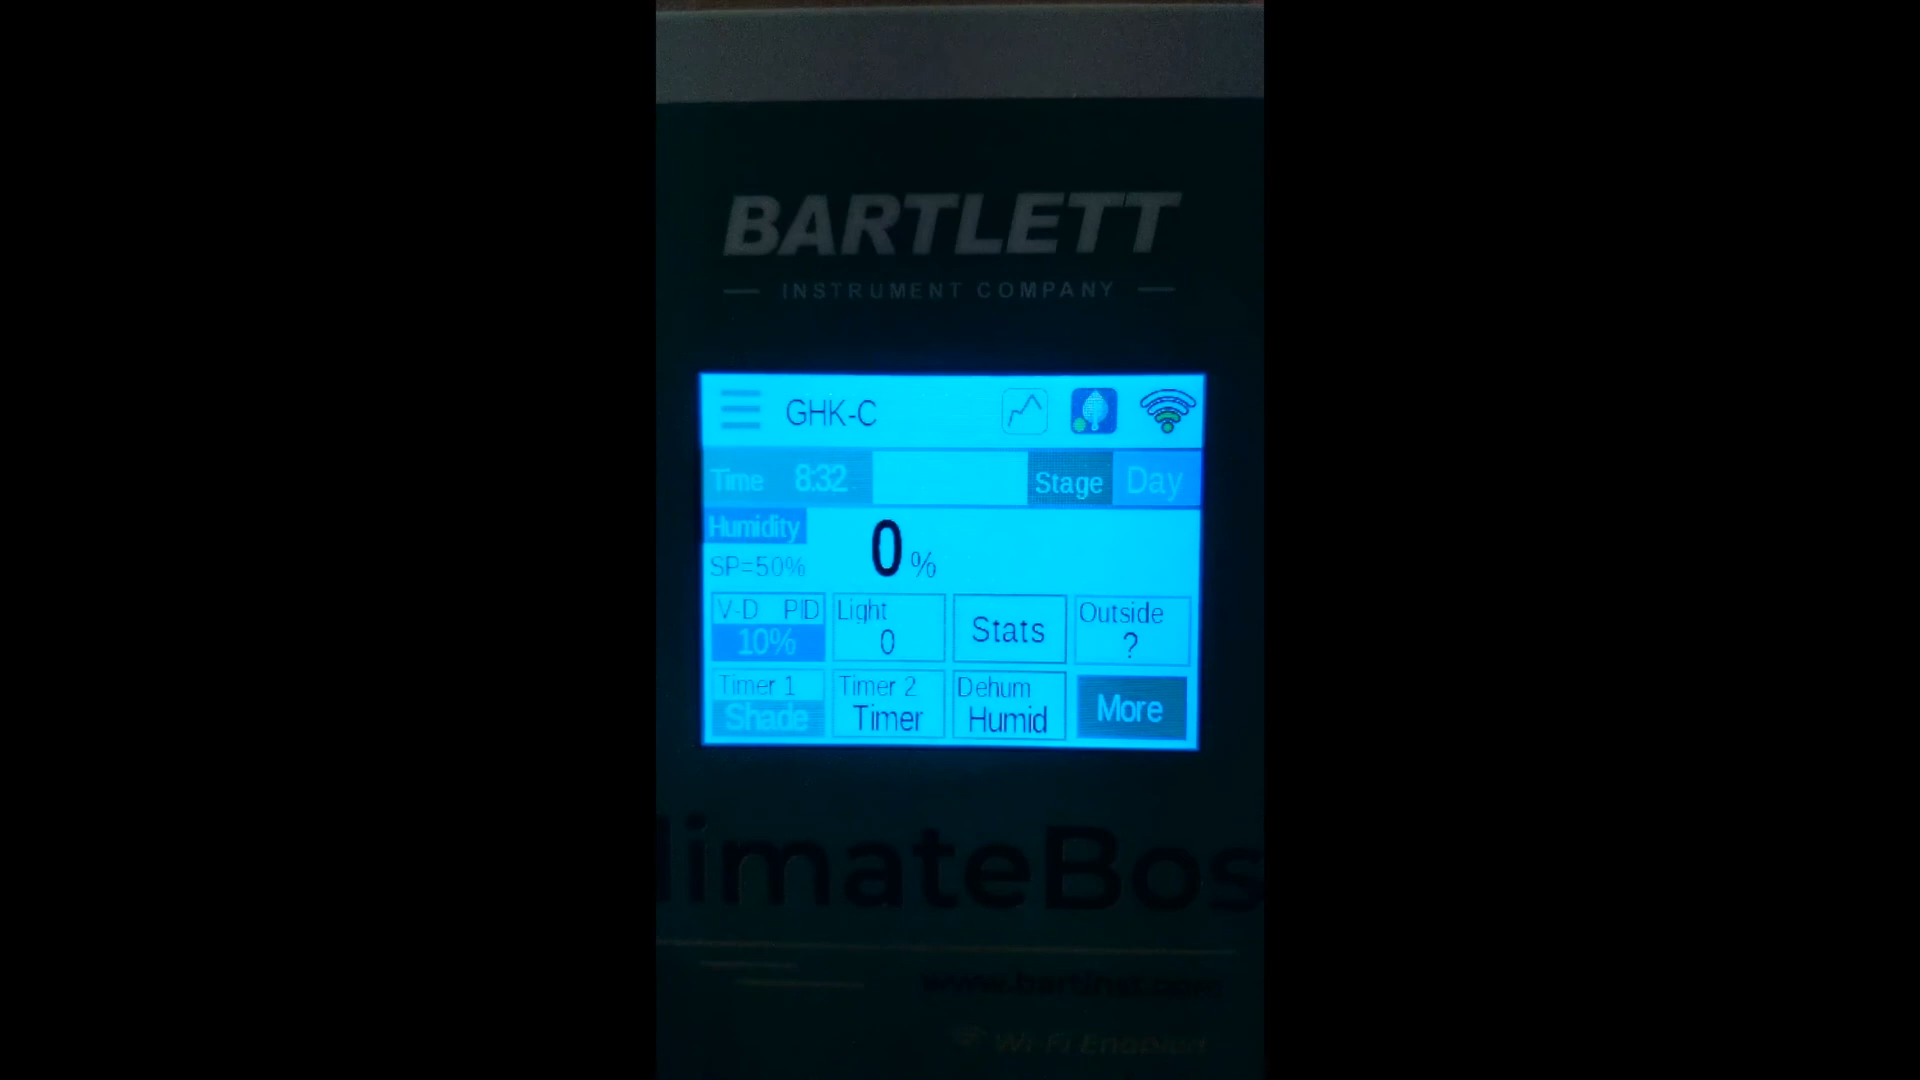 BARTLETT
INSTRUMENT COMPANY
GHK-C
Time 8:32 Stage Day
Humidity 0 %
SP=50%
V-D PID Light Stats Outside
10% 0 ?
Timer 1 Timer 2 Dehum More
Shade Timer Humid
limateBos
www.bartinst.com
Wi-Fi Enabled